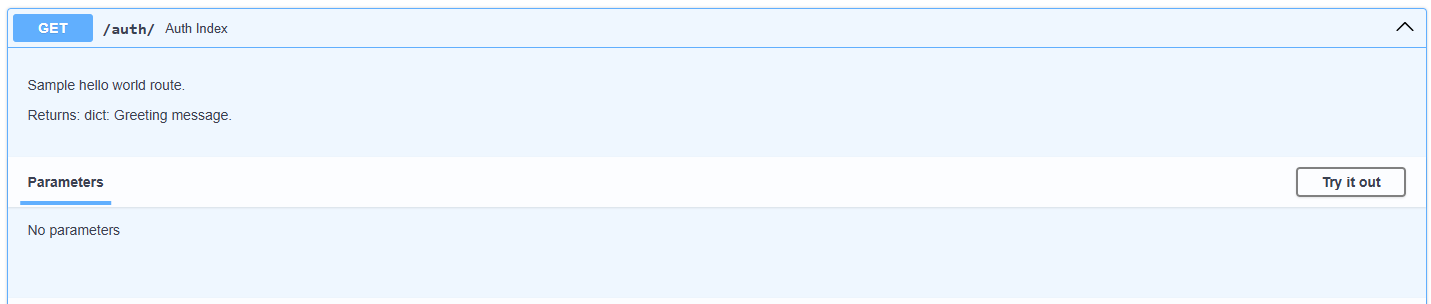 GET /auth/ Auth Index
Sample hello world route.
Returns: dict: Greeting message.
Parameters Try it out
No parameters